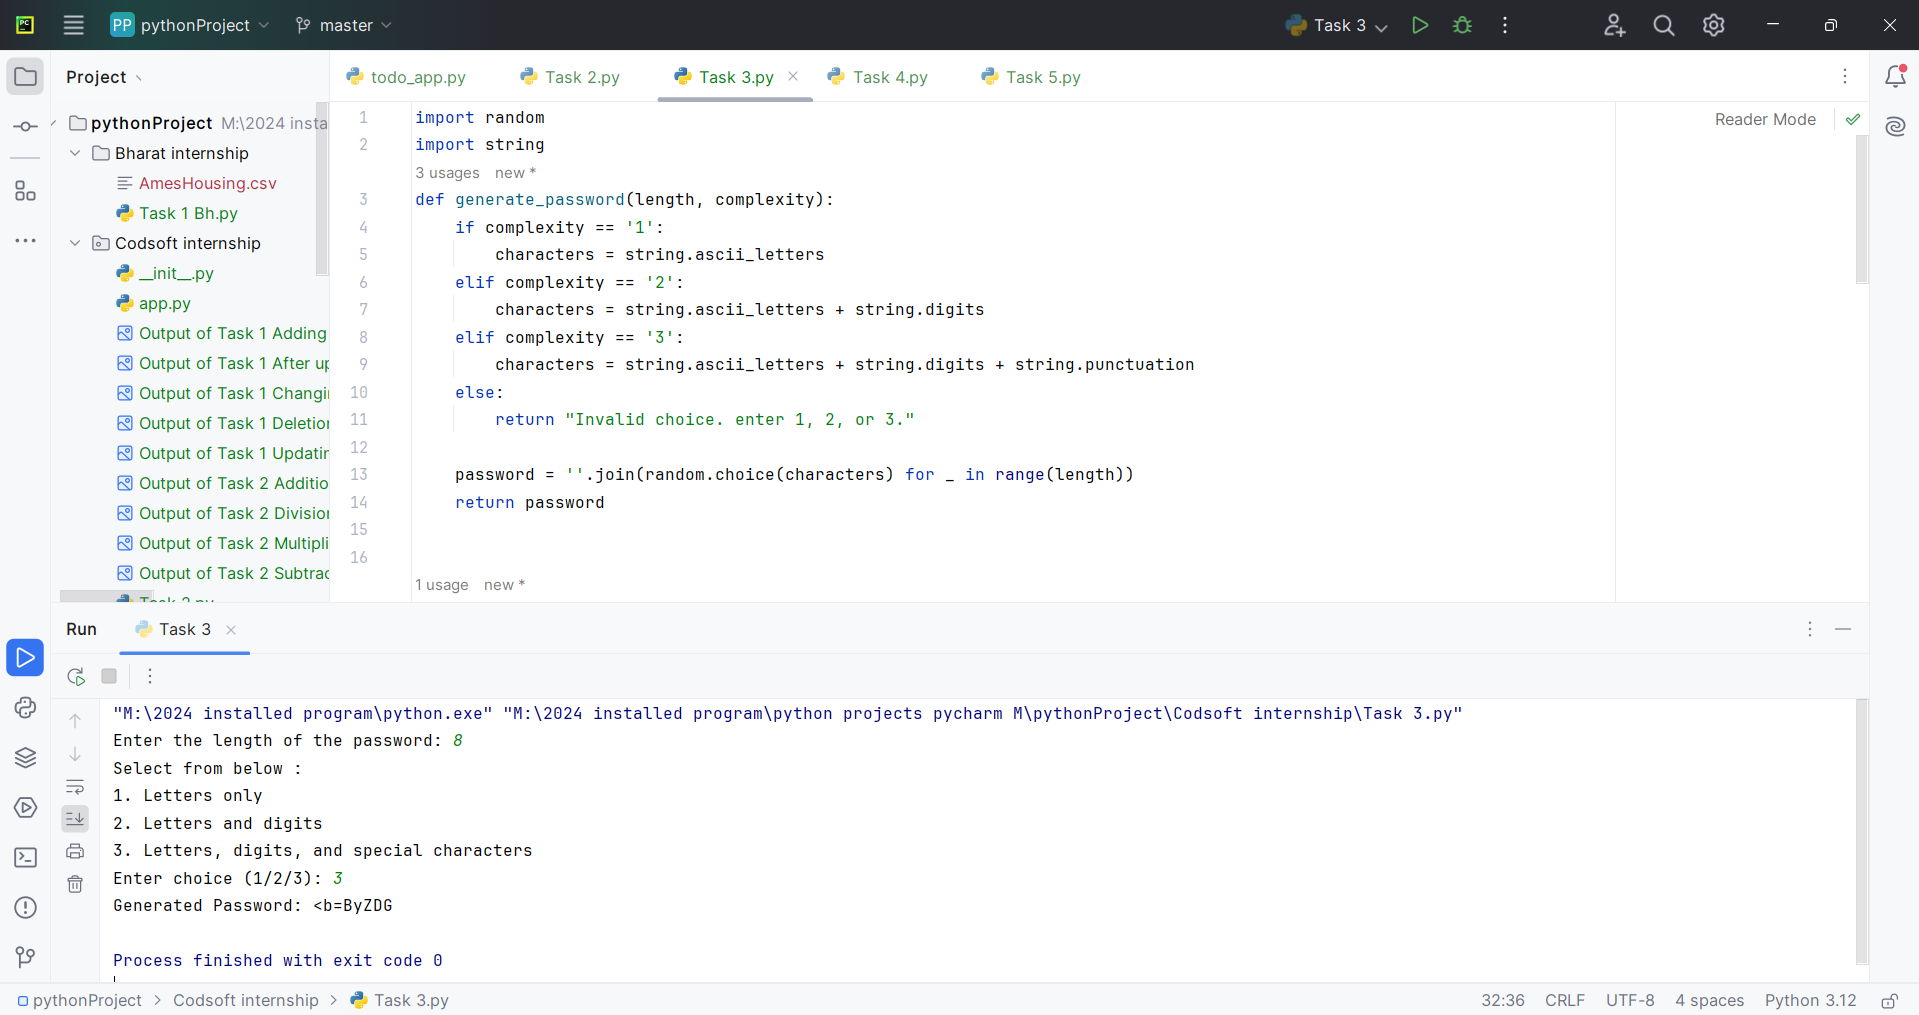 PC
PP pythonProject
master
Task 3
Project
todo_app.py
Task 2.py
Task 3.py
Task 4.py
Task 5.py
pythonProject M:\2024 insta
Bharat internship
AmesHousing.csv
Task 1 Bh.py
Codsoft internship
__init__.py
app.py
Output of Task 1 Adding
Output of Task 1 After up
Output of Task 1 Changi
Output of Task 1 Deletion
Output of Task 1 Updatin
Output of Task 2 Additio
Output of Task 2 Division
Output of Task 2 Multipli
Output of Task 2 Subtrac
Task 2.py
Reader Mode
1 import random
2 import string
3 usages new *
3 def generate_password(length, complexity):
4 if complexity == '1':
5 characters = string.ascii_letters
6 elif complexity == '2':
7 characters = string.ascii_letters + string.digits
8 elif complexity == '3':
9 characters = string.ascii_letters + string.digits + string.punctuation
10 else:
11 return "Invalid choice. enter 1, 2, or 3."
12
13 password = ''.join(random.choice(characters) for _ in range(length))
14 return password
15
16
1 usage new *
Run
Task 3
"M:\2024 installed program\python.exe" "M:\2024 installed program\python projects pycharm M\pythonProject\Codsoft internship\Task 3.py"
Enter the length of the password: 8
Select from below :
1. Letters only
2. Letters and digits
3. Letters, digits, and special characters
Enter choice (1/2/3): 3
Generated Password: <b=ByZDG
Process finished with exit code 0
pythonProject > Codsoft internship > Task 3.py
32:36 CRLF UTF-8 4 spaces Python 3.12